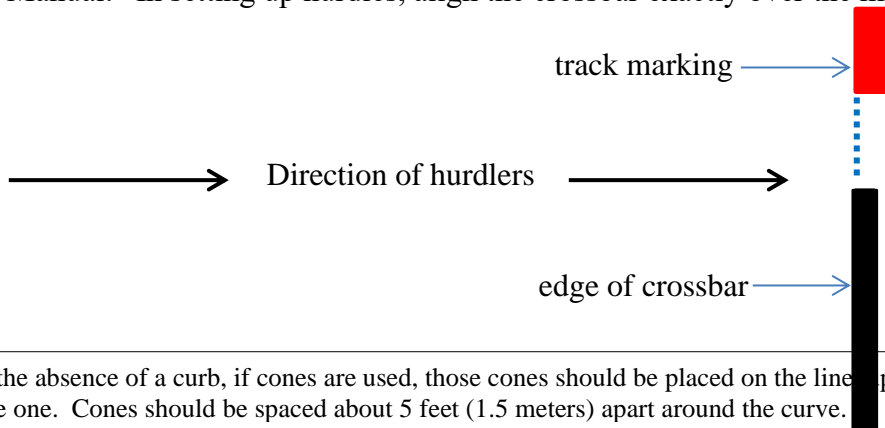 Manual. In setting up hurdles, align the crossbar exactly over the
track marking
Direction of hurdlers
edge of crossbar
the absence of a curb, if cones are used, those cones should be placed on the line
one. Cones should be spaced about 5 feet (1.5 meters) apart around the curve.